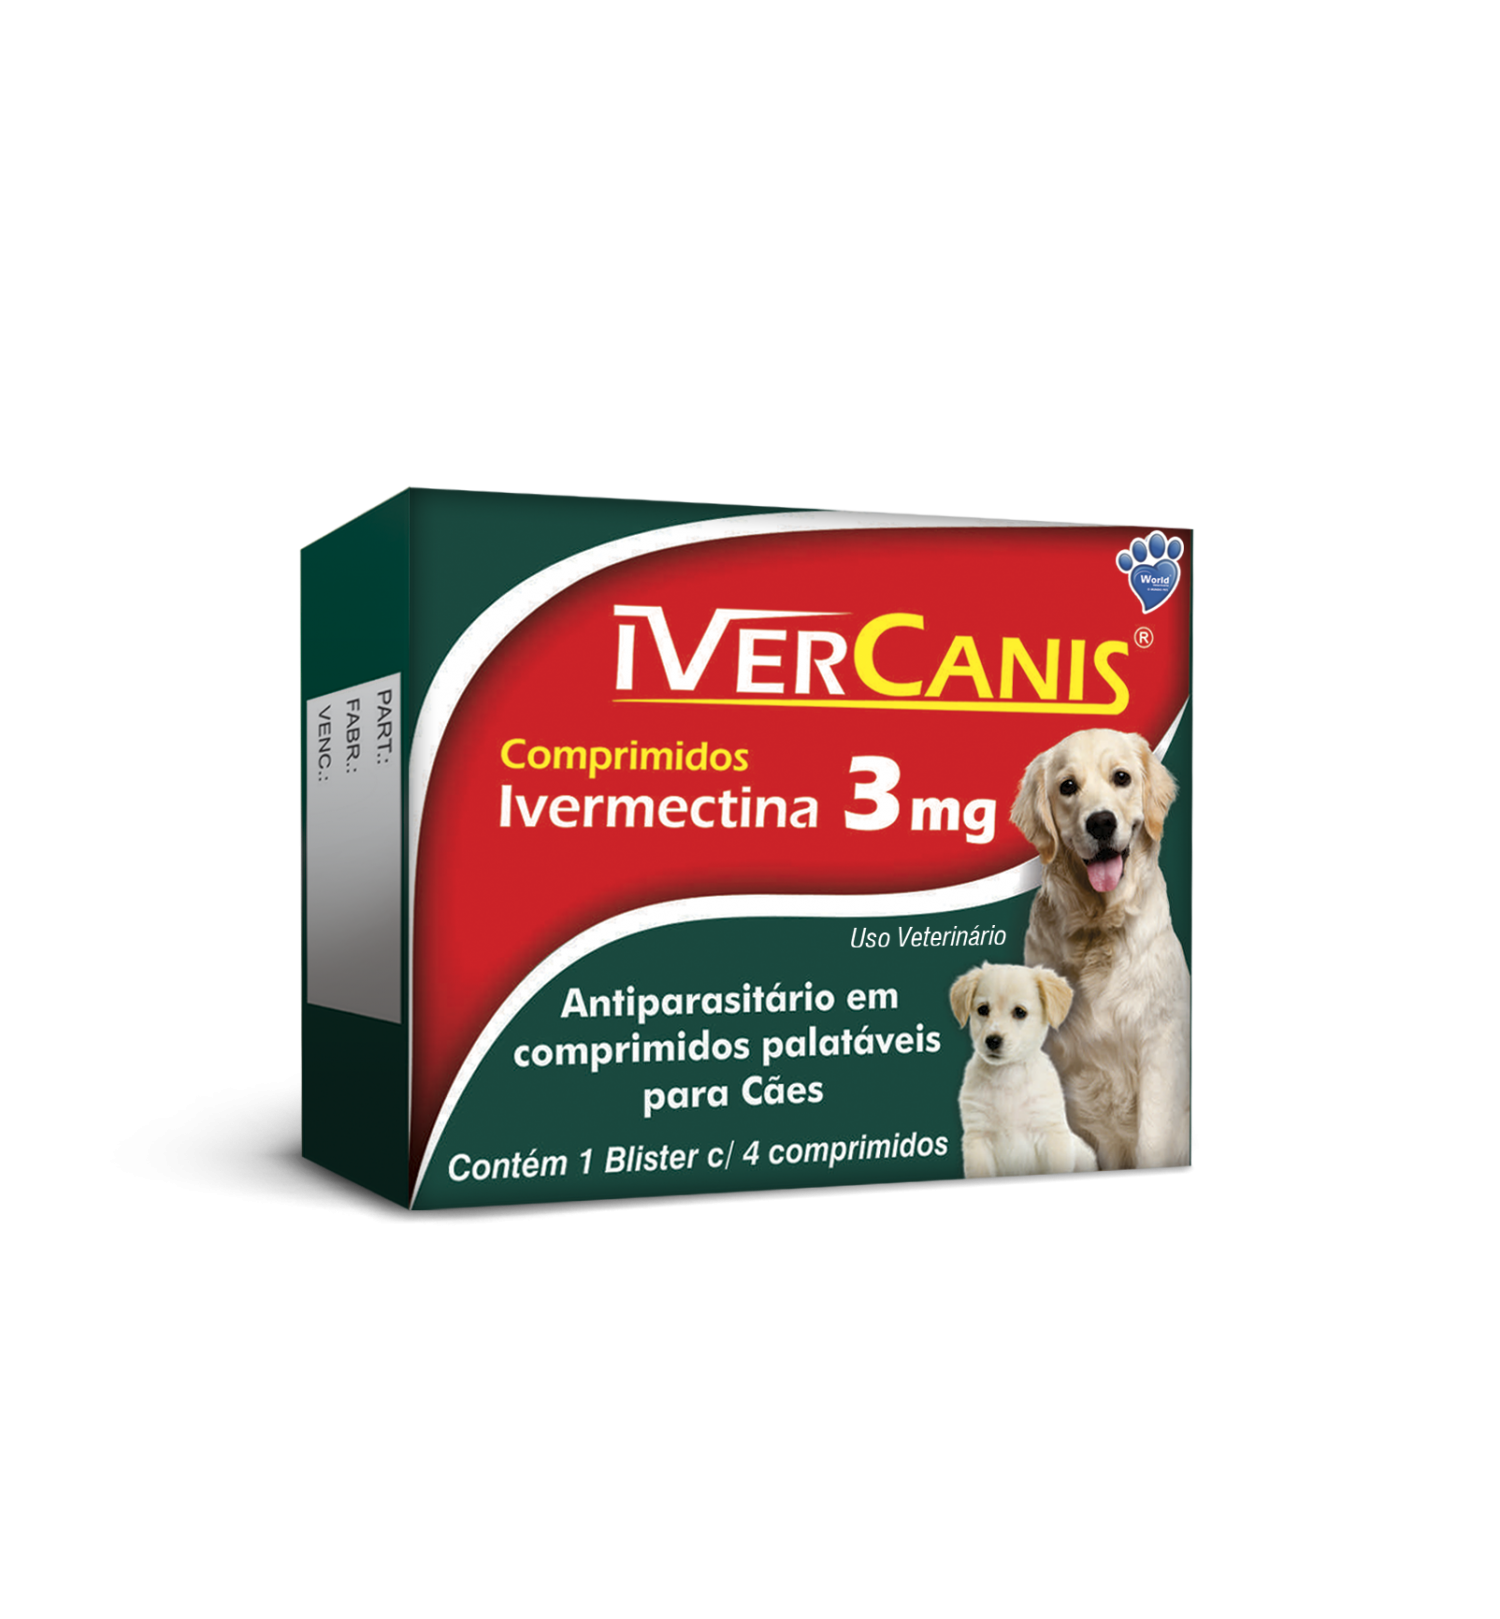 World
IVERCANIS®
Comprimidos
Ivermectina 3 mg
Uso Veterinário
Antiparasitário em
comprimidos palatáveis
para Cães
Contém 1 Blister c/ 4 comprimidos
PART.:
FABR.:
VENC.: